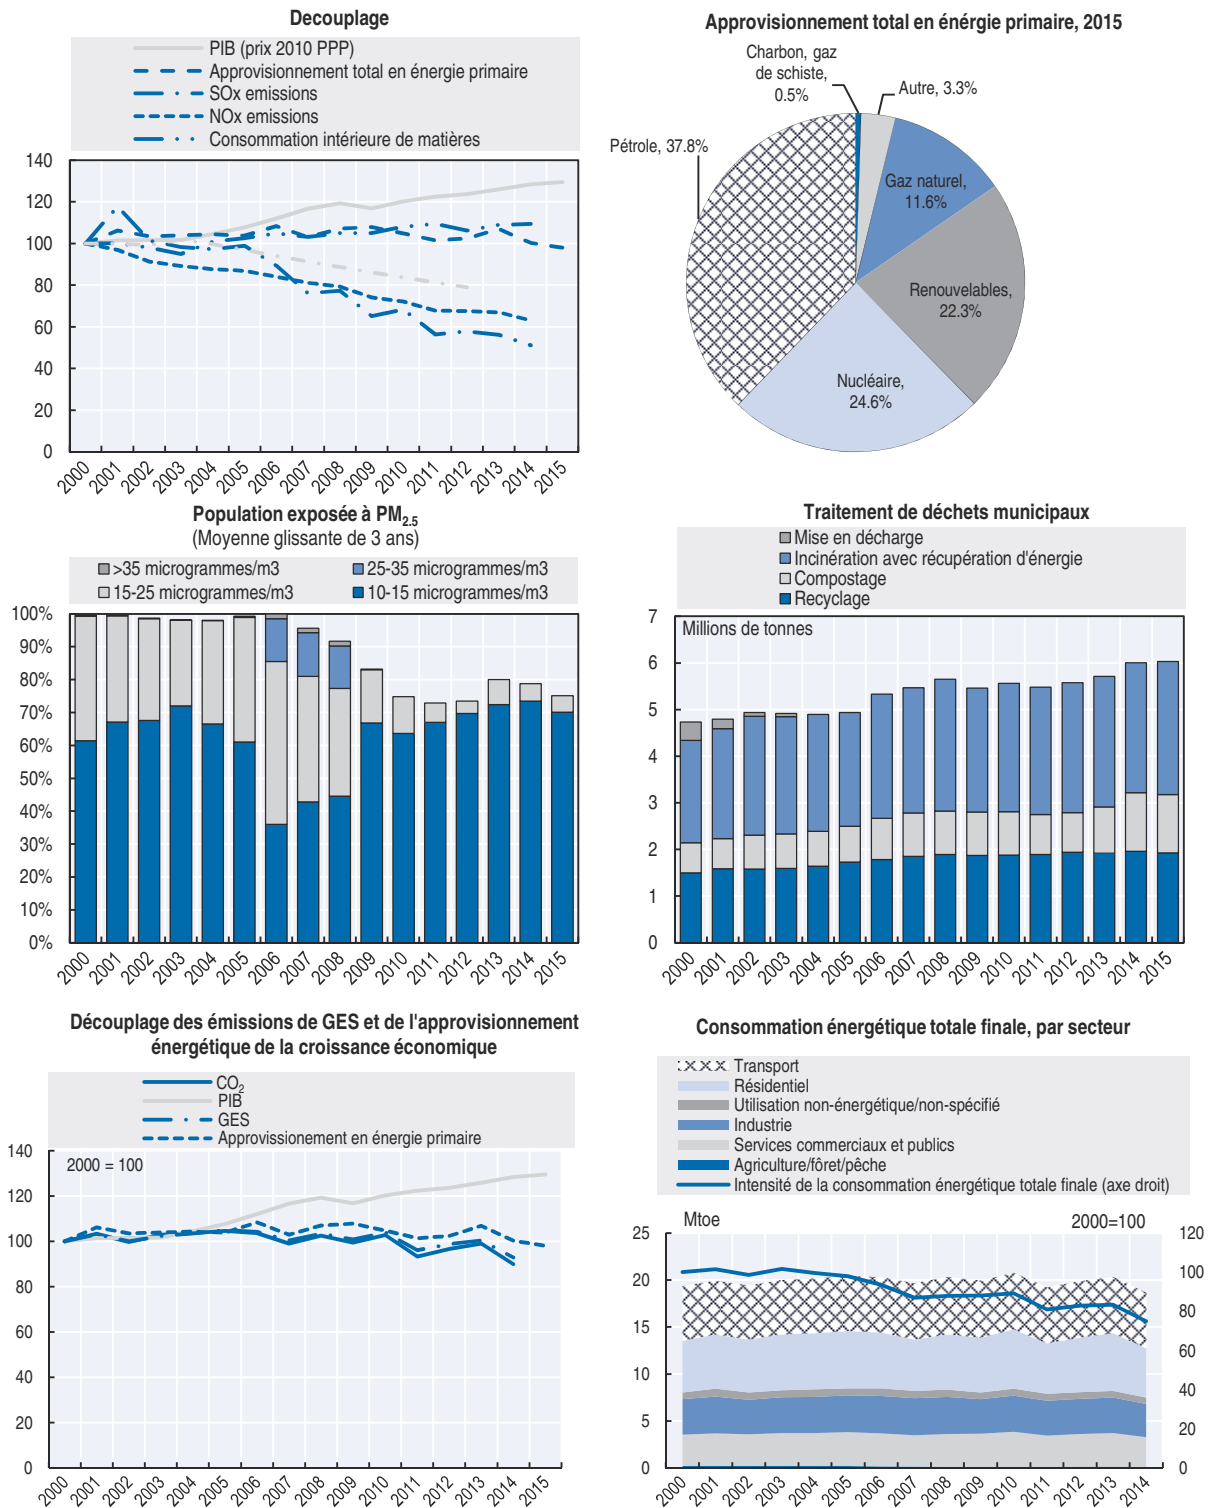 Decouplage
PIB (prix 2010 PPP)
Approvisionnement total en énergie primaire
SOx emissions
NOx emissions
Consommation intérieure de matières
140
120
100
80
60
40
20
0
2000 2001 2002 2003 2004 2005 2006 2007 2008 2009 2010 2011 2012 2013 2014 2015
Approvisionnement total en énérgie primaire, 2015
Charbon, gaz
de schiste,
0.5%
Autre, 3.3%
Pétrole, 37.8%
Gaz naturel,
11.6%
Renouvelables,
22.3%
Nucléaire,
24.6%
Population exposée à PM2.5
(Moyenne glissante de 3 ans)
>35 microgrammes/m3
25-35 microgrammes/m3
15-25 microgrammes/m3
10-15 microgrammes/m3
100%
90%
80%
70%
60%
50%
40%
30%
20%
10%
0%
2000 2001 2002 2003 2004 2005 2006 2007 2008 2009 2010 2011 2012 2013 2014 2015
Traitement de déchets municipaux
Mise en décharge
Incinération avec récupération d'énergie
Compostage
Recyclage
Millions de tonnes
7
6
5
4
3
2
1
0
2000 2001 2002 2003 2004 2005 2006 2007 2008 2009 2010 2011 2012 2013 2014 2015
Découplage des émissions de GES et de l'approvisionnement
énergétique de la croissance économique
CO2
PIB
GES
Approvissionement en énergie primaire
2000 = 100
140
120
100
80
60
40
20
0
2000 2001 2002 2003 2004 2005 2006 2007 2008 2009 2010 2011 2012 2013 2014 2015
Consommation énergétique totale finale, par secteur
Transport
Résidentiel
Utilisation non-énergétique/non-spécifié
Industrie
Services commerciaux et publics
Agriculture/fôret/pêche
Intensité de la consommation énergétique totale finale (axe droit)
Mtoe
2000=100
25
20
15
10
5
0
120
100
80
60
40
20
0
2000 2001 2002 2003 2004 2005 2006 2007 2008 2009 2010 2011 2012 2013 2014